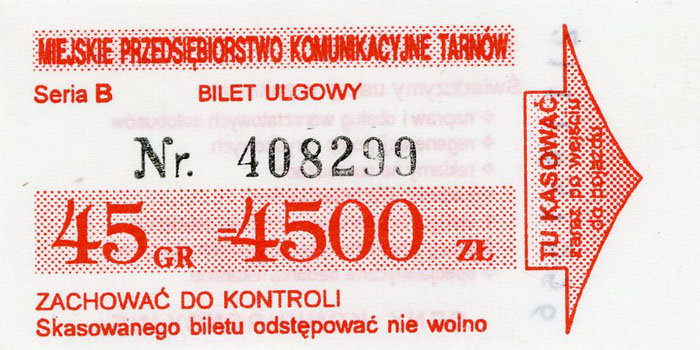 MIEJSKIE PRZEDSIĘBIORSTWO KOMUNIKACYJNE TARNÓW
Seria B BILET ULGOWY
Nr. 408299
45 GR =4500 ZŁ
ZACHOWAĆ DO KONTROLI
Skasowanego biletu odstępować nie wolno
TU KASOWAĆ
zaraz po wejściu
do pojazdu